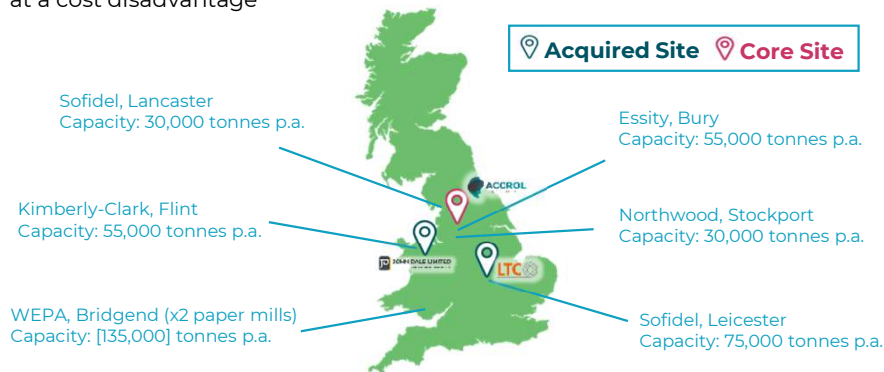 at a cost disadvantage
Acquired Site Core Site
Sofidel, Lancaster
Capacity: 30,000 tonnes p.a.
Essity, Bury
Capacity: 55,000 tonnes p.a.
ACCROL
Kimberly-Clark, Flint
Capacity: 55,000 tonnes p.a.
Northwood, Stockport
Capacity: 30,000 tonnes p.a.
JOHN DALE LIMITED
LTC
WEPA, Bridgend (x2 paper mills)
Capacity: [135,000] tonnes p.a.
Sofidel, Leicester
Capacity: 75,000 tonnes p.a.